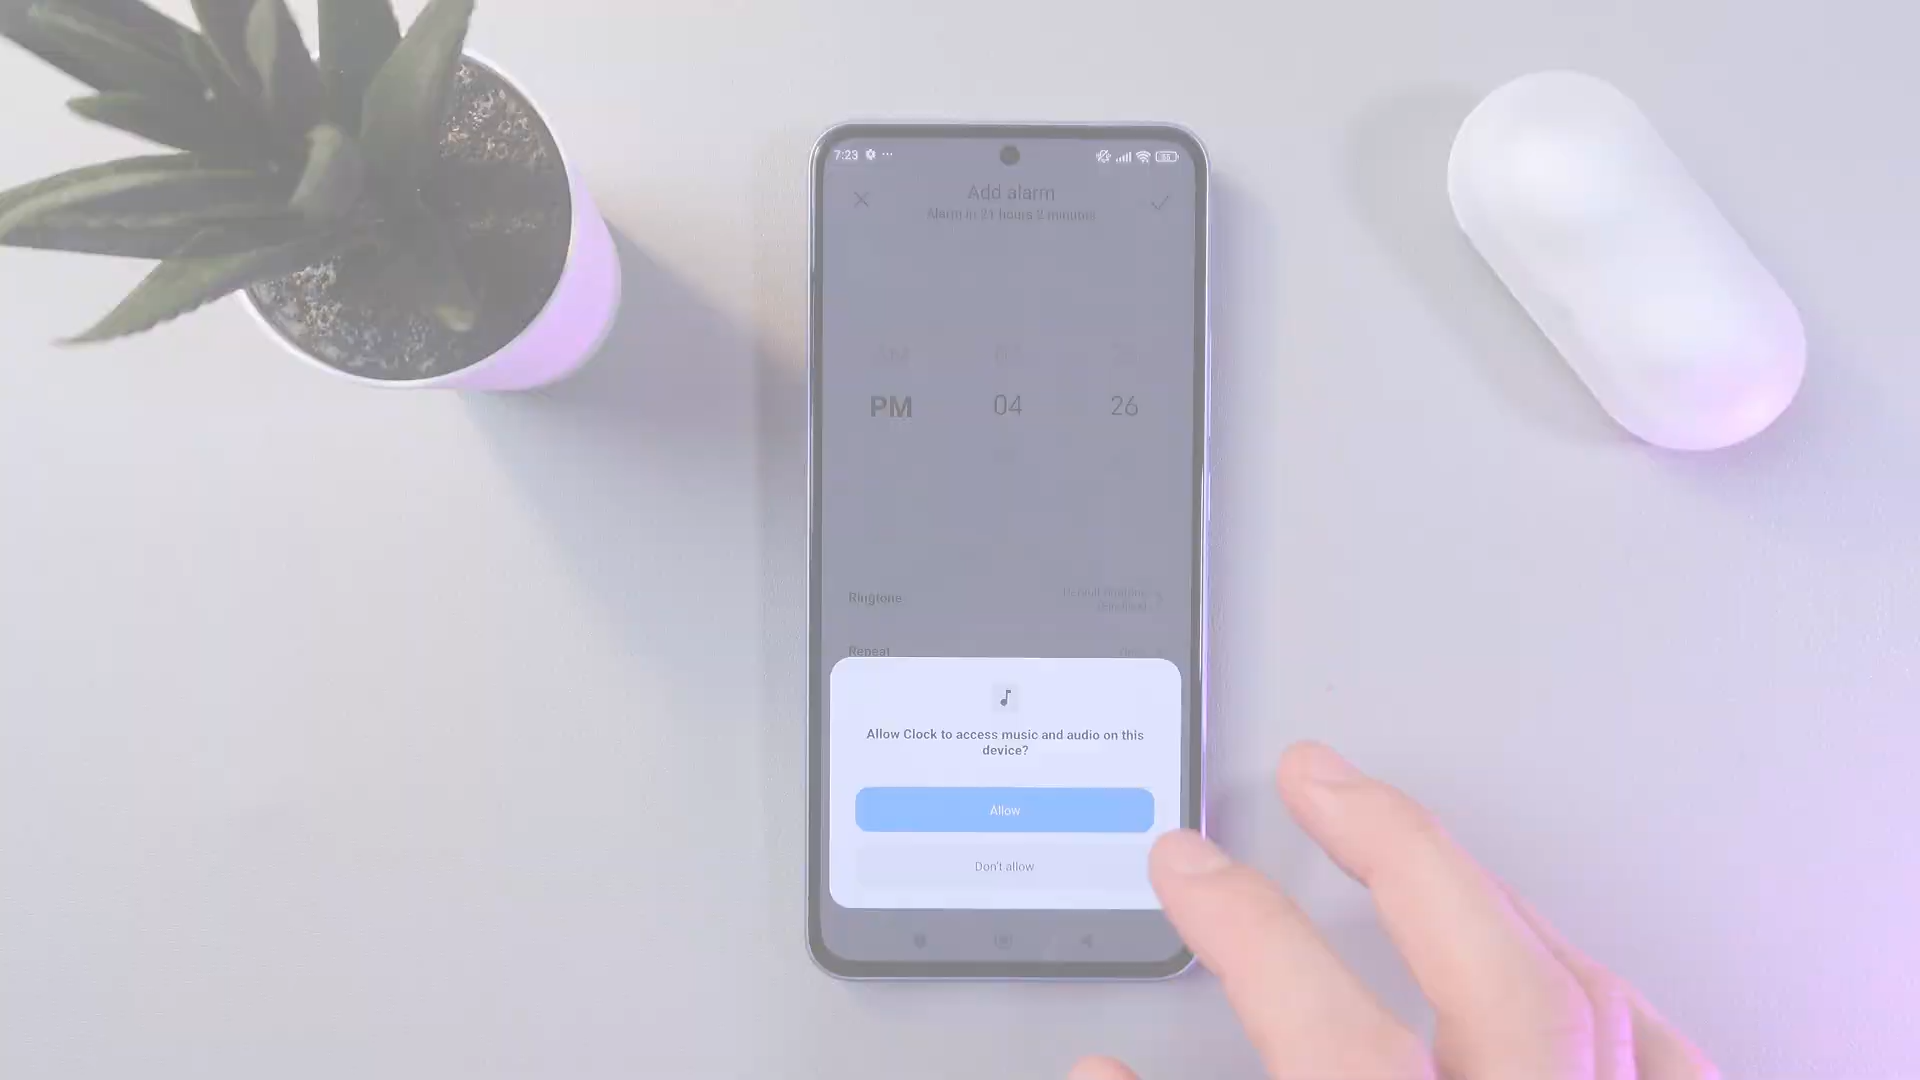 7:23
Add alarm
Alarm in 21 hours 2 minutes
AM
PM 04 26
Ringtone
Repeat
Allow Clock to access music and audio on this
device?
Allow
Don't allow